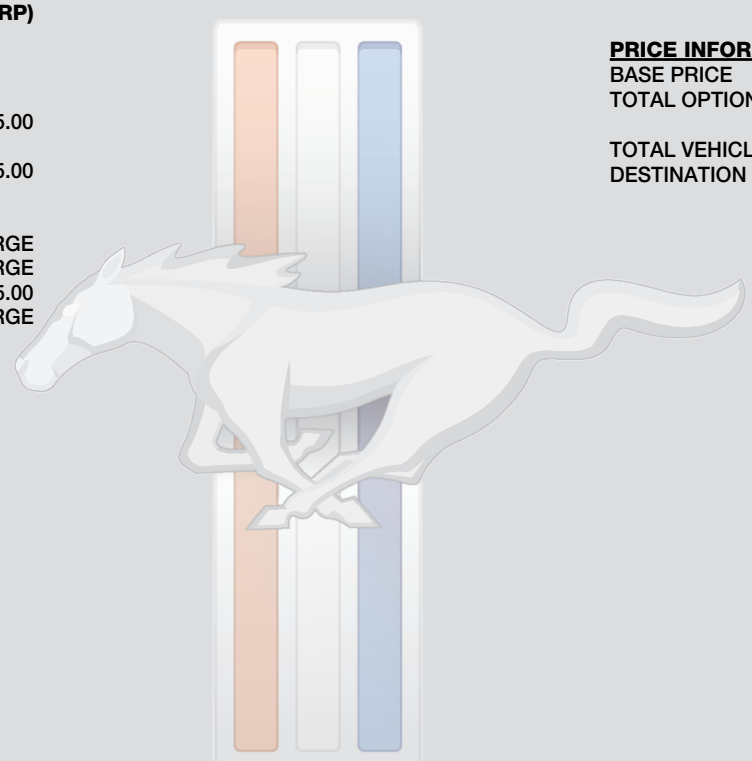 RP)
5.00
5.00
RGE
RGE
5.00
RGE
PRICE INFOR
BASE PRICE
TOTAL OPTION
TOTAL VEHICL
DESTINATION